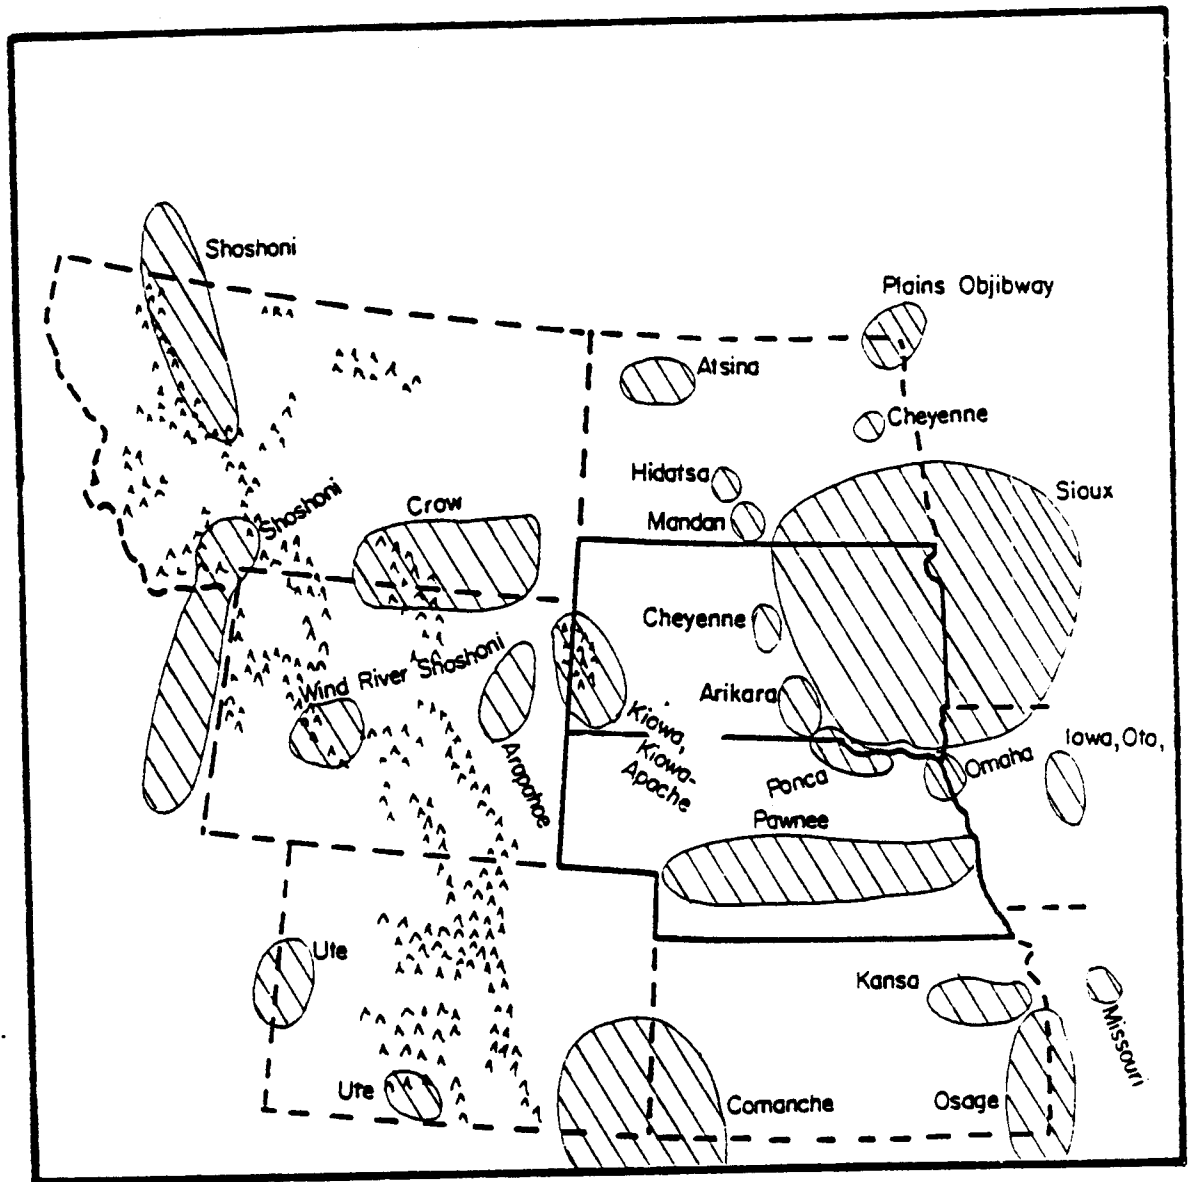 Shoshoni
Plains Objibway
Atsina
Cheyenne
Hidatsa
Sioux
Shoshoni
Crow
Mandan
Cheyenne
Wind River Shoshoni
Arikara
Kiowa,
Kiowa-
Apache
Iowa, Oto,
Arapahoe
Ponca
Omaha
Pawnee
Ute
Kansa
Missouri
Ute
Comanche
Osage